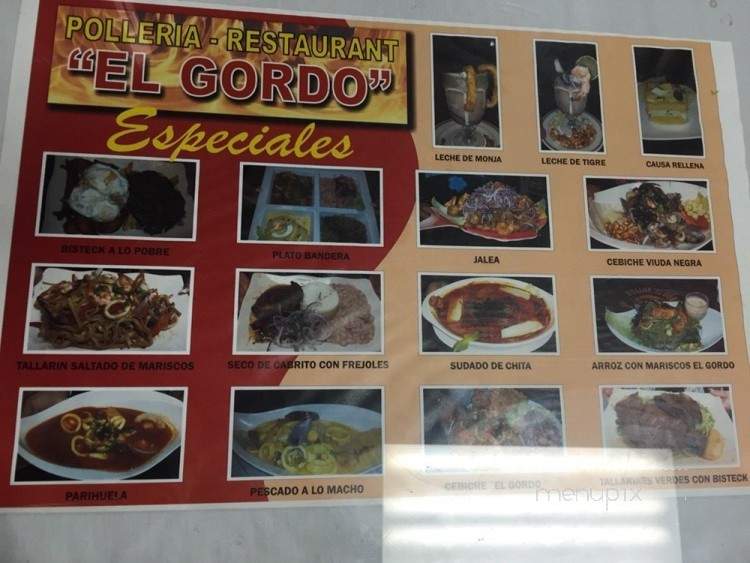 POLLERIA - RESTAURANT
"EL GORDO"
Especiales
LECHE DE MONJA
LECHE DE TIGRE
CAUSA RELLENA
BISTECK A LO POBRE
PLATO BANDERA
JALEA
CEBICHE VIUDA NEGRA
TALLARIN SALTADO DE MARISCOS
SECO DE CABRITO CON FREJOLES
SUDADO DE CHITA
ARROZ CON MARISCOS EL GORDO
PARIHUELA
PESCADO A LO MACHO
CEBICHE "EL GORDO
TALLARINES VERDES CON BISTECK
menupix